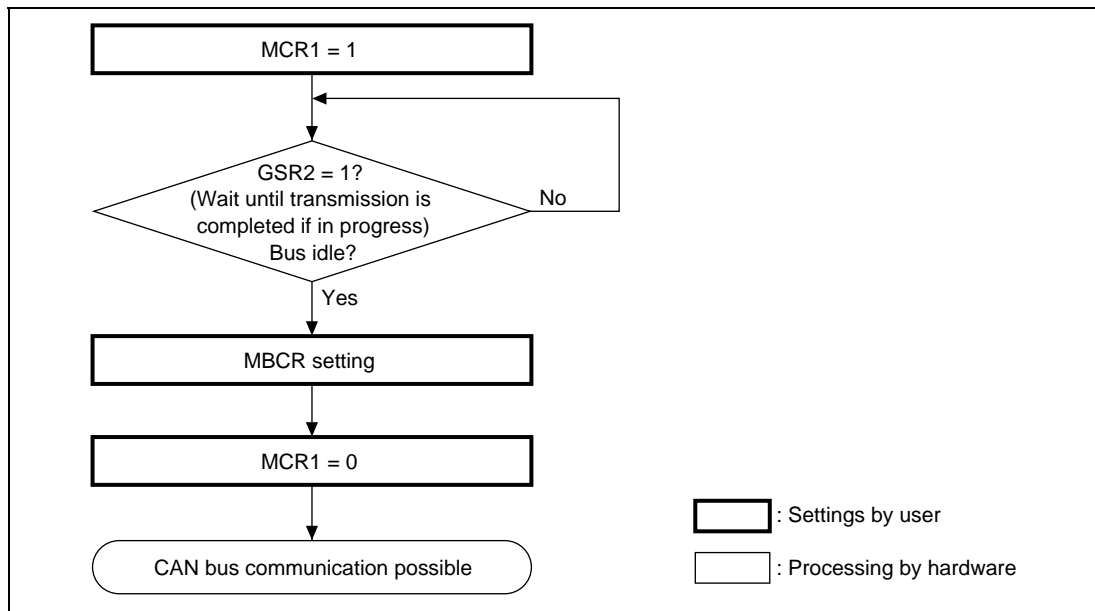 MCR1 = 1
GSR2 = 1?
(Wait until transmission is
completed if in progress)
Bus idle?
No
Yes
MBCR setting
MCR1 = 0
CAN bus communication possible
: Settings by user
: Processing by hardware